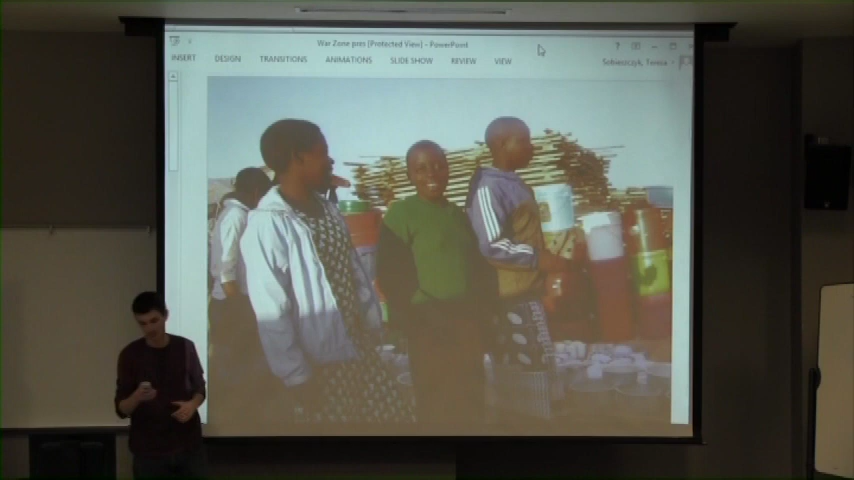 War Zone pres [Protected View] - PowerPoint
INSERT DESIGN TRANSITIONS ANIMATIONS SLIDE SHOW REVIEW VIEW
Sobieszczyk, Teresa